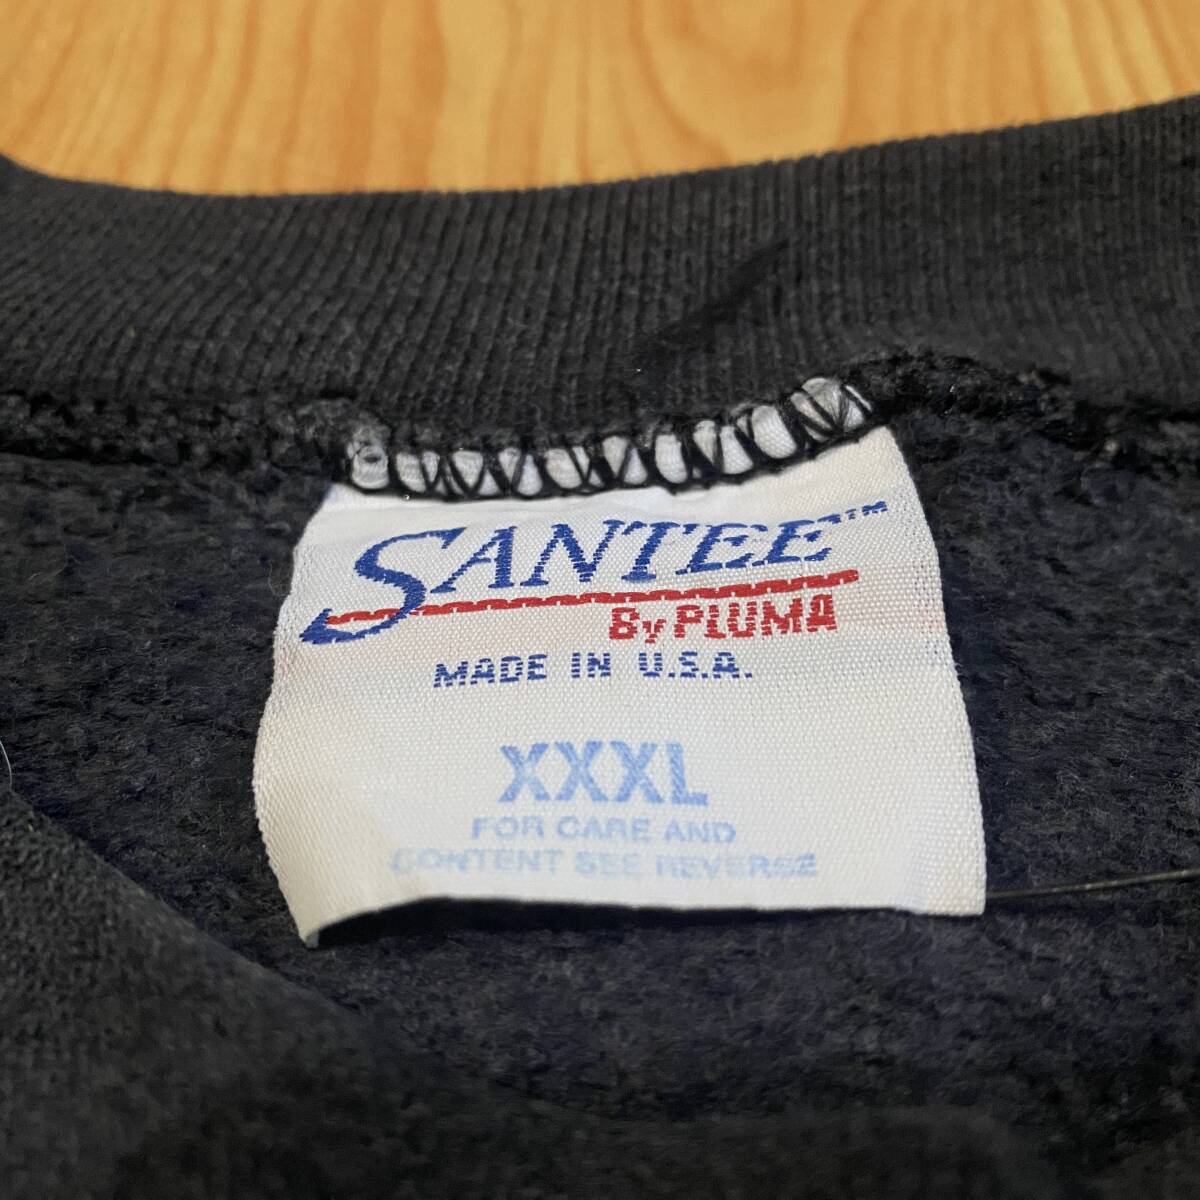 SANTEE™
By PLUMA
MADE IN U.S.A.
XXXL
FOR CARE AND
CONTENT SEE REVERSE